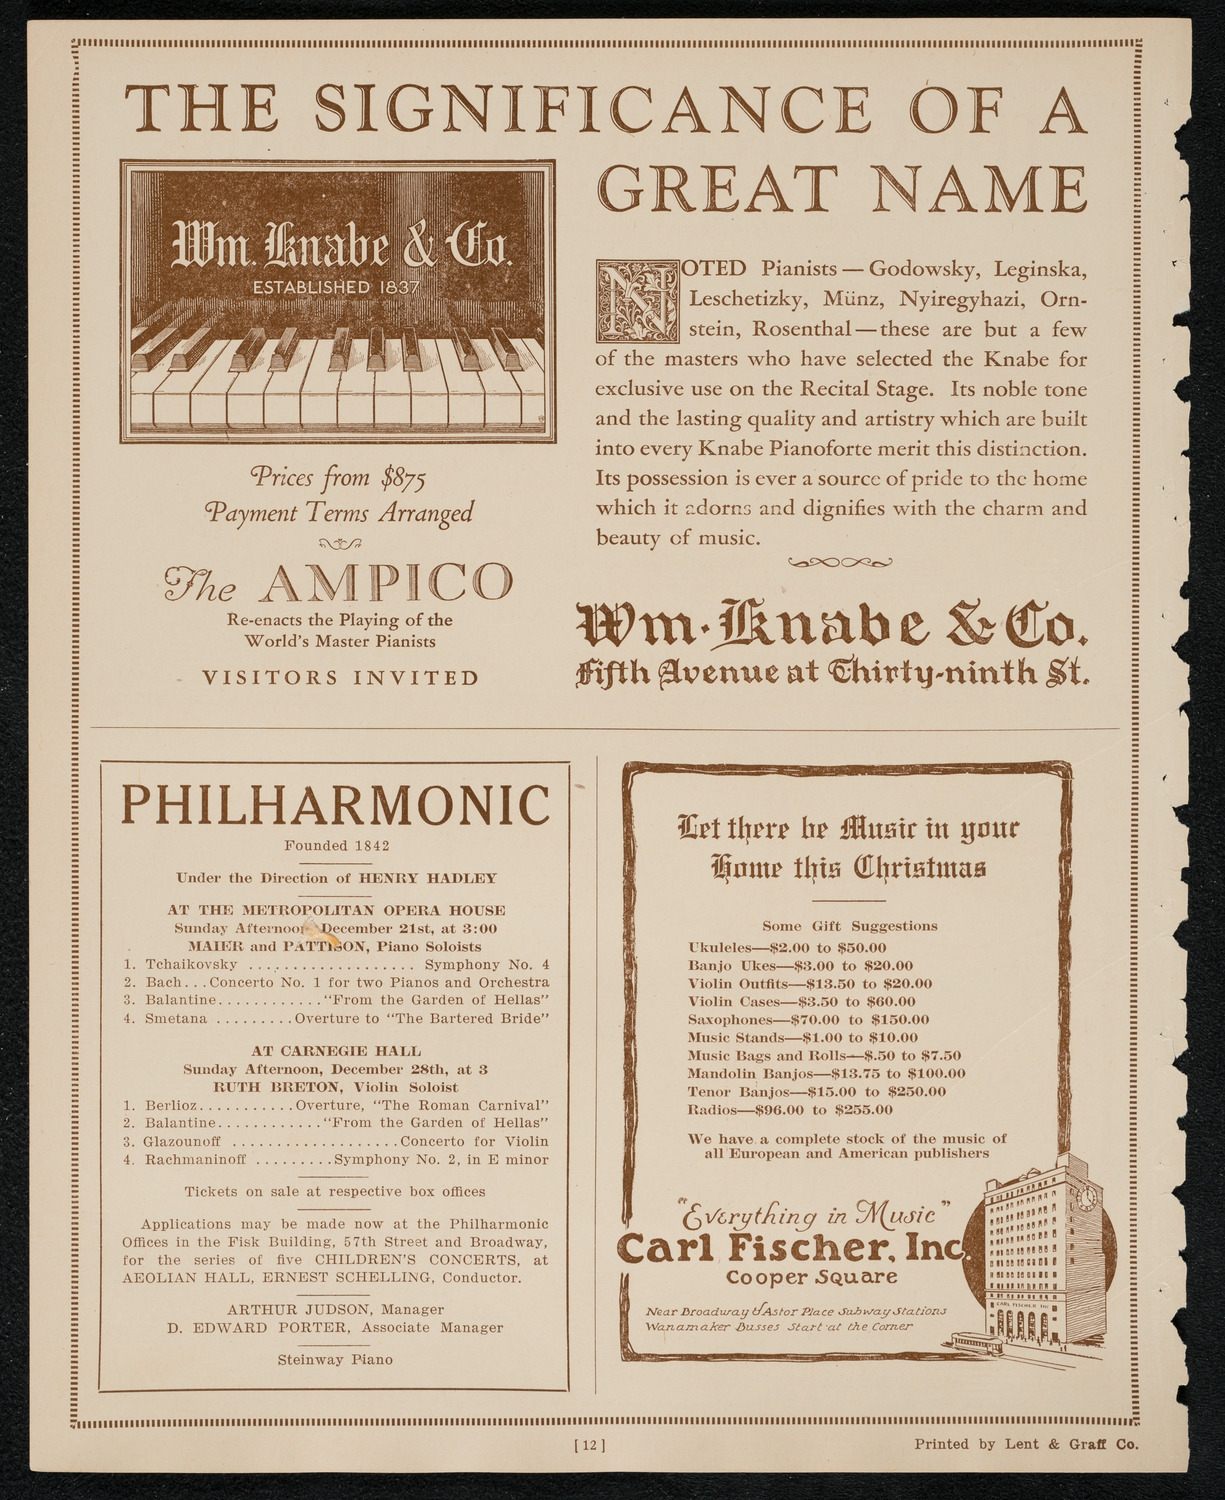 THE SIGNIFICANCE OF A
GREAT NAME
Wm. Knabe & Co.
ESTABLISHED 1837
NOTED Pianists — Godowsky, Leginska,
Leschetizky, Münz, Nyiregyhazi, Orn-
stein, Rosenthal — these are but a few
of the masters who have selected the Knabe for
exclusive use on the Recital Stage. Its noble tone
and the lasting quality and artistry which are built
into every Knabe Pianoforte merit this distinction.
Its possession is ever a source of pride to the home
which it adorns and dignifies with the charm and
beauty of music.
Prices from $875
Payment Terms Arranged
The AMPICO
Re-enacts the Playing of the
World's Master Pianists
VISITORS INVITED
Wm. Knabe & Co.
Fifth Avenue at Thirty-ninth St.
PHILHARMONIC
Founded 1842
Under the Direction of HENRY HADLEY
AT THE METROPOLITAN OPERA HOUSE
Sunday Afternoon, December 21st, at 3:00
MAIER and PATTISON, Piano Soloists
1. Tchaikovsky .................. Symphony No. 4
2. Bach...Concerto No. 1 for two Pianos and Orchestra
3. Balantine............"From the Garden of Hellas"
4. Smetana .........Overture to "The Bartered Bride"
AT CARNEGIE HALL
Sunday Afternoon, December 28th, at 3
RUTH BRETON, Violin Soloist
1. Berlioz...........Overture, "The Roman Carnival"
2. Balantine............"From the Garden of Hellas"
3. Glazounoff ..................Concerto for Violin
4. Rachmaninoff .........Symphony No. 2, in E minor
Tickets on sale at respective box offices
Applications may be made now at the Philharmonic
Offices in the Fisk Building, 57th Street and Broadway,
for the series of five CHILDREN'S CONCERTS, at
AEOLIAN HALL, ERNEST SCHELLING, Conductor.
ARTHUR JUDSON, Manager
D. EDWARD PORTER, Associate Manager
Steinway Piano
Let there be Music in your
Home this Christmas
Some Gift Suggestions
Ukuleles—$2.00 to $50.00
Banjo Ukes—$3.00 to $20.00
Violin Outfits—$13.50 to $20.00
Violin Cases—$3.50 to $60.00
Saxophones—$70.00 to $150.00
Music Stands—$1.00 to $10.00
Music Bags and Rolls—$.50 to $7.50
Mandolin Banjos—$13.75 to $100.00
Tenor Banjos—$15.00 to $250.00
Radios—$96.00 to $255.00
We have a complete stock of the music of
all European and American publishers
"Everything in Music"
Carl Fischer, Inc.
Cooper Square
CARL FISCHER INC
Near Broadway & Astor Place Subway Stations
Wanamaker Busses Start at the Corner
[ 12 ]
Printed by Lent & Graff Co.